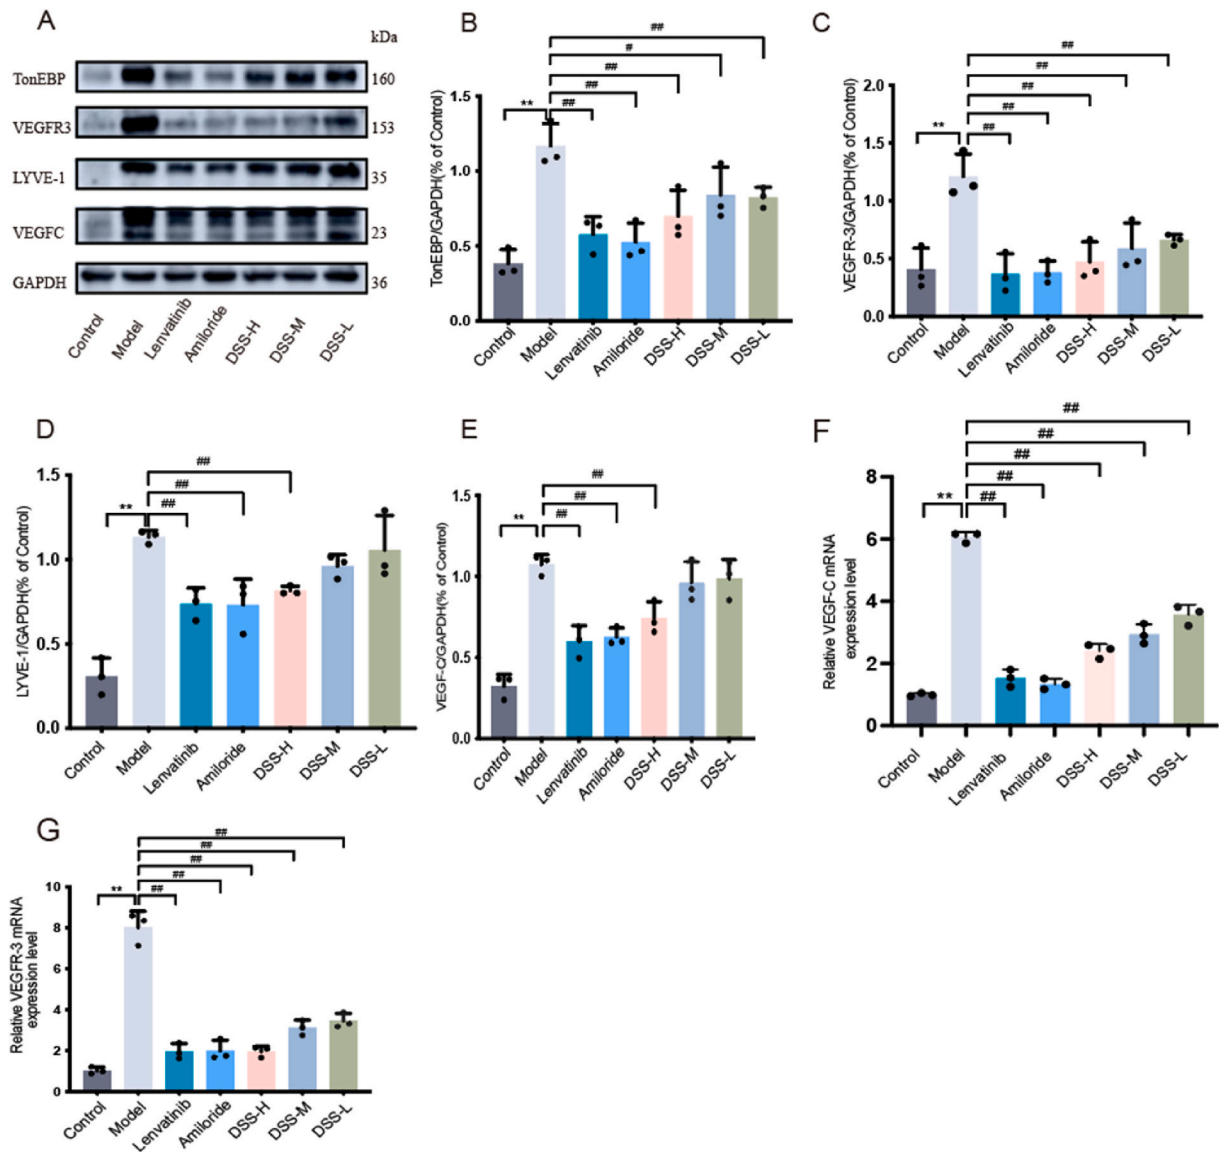 A
kDa
TonEBP
160
VEGFR3
153
LYVE-1
35
VEGFC
23
GAPDH
36
Control
Model
Lenvatinib
Amiloride
DSS-H
DSS-M
DSS-L
B
TonEBP/GAPDH(% of Control)
1.5
1.0
0.5
0.0
**
##
##
##
#
##
Control
Model
Lenvatinib
Amiloride
DSS-H
DSS-M
DSS-L
C
VEGFR-3/GAPDH(% of Control)
2.0
1.5
1.0
0.5
0.0
**
##
##
##
##
##
Control
Model
Lenvatinib
Amiloride
DSS-H
DSS-M
DSS-L
D
LYVE-1/GAPDH(% of Control)
1.5
1.0
0.5
0.0
**
##
##
##
Control
Model
Lenvatinib
Amiloride
DSS-H
DSS-M
DSS-L
E
VEGF-C/GAPDH(% of Control)
1.5
1.0
0.5
0.0
**
##
##
##
Control
Model
Lenvatinib
Amiloride
DSS-H
DSS-M
DSS-L
F
Relative VEGF-C mRNA
expression level
8
6
4
2
0
**
##
##
##
##
##
Control
Model
Lenvatinib
Amiloride
DSS-H
DSS-M
DSS-L
G
Relative VEGFR-3 mRNA
expression level
10
8
6
4
2
0
**
##
##
##
##
##
Control
Model
Lenvatinib
Amiloride
DSS-H
DSS-M
DSS-L